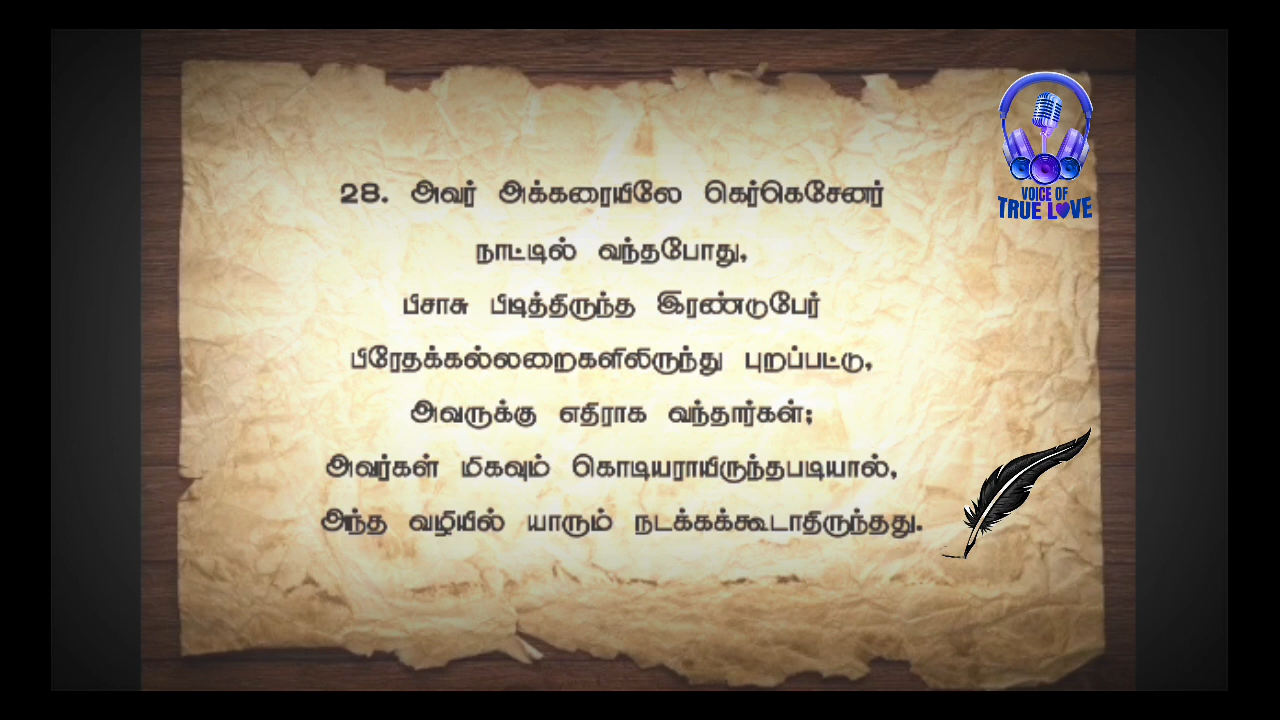 28. அவர் அக்கரையிலே கெர்கெசேனர்
நாட்டில் வந்தபோது,
பிசாசு பிடித்திருந்த இரண்டுபேர்
பிரேதக்கல்லறைகளிலிருந்து புறப்பட்டு,
அவருக்கு எதிராக வந்தார்கள்;
அவர்கள் மிகவும் கொடியராயிருந்தபடியால்,
அந்த வழியில் யாரும் நடக்கக்கூடாதிருந்தது.
VOICE OF
TRUE LOVE